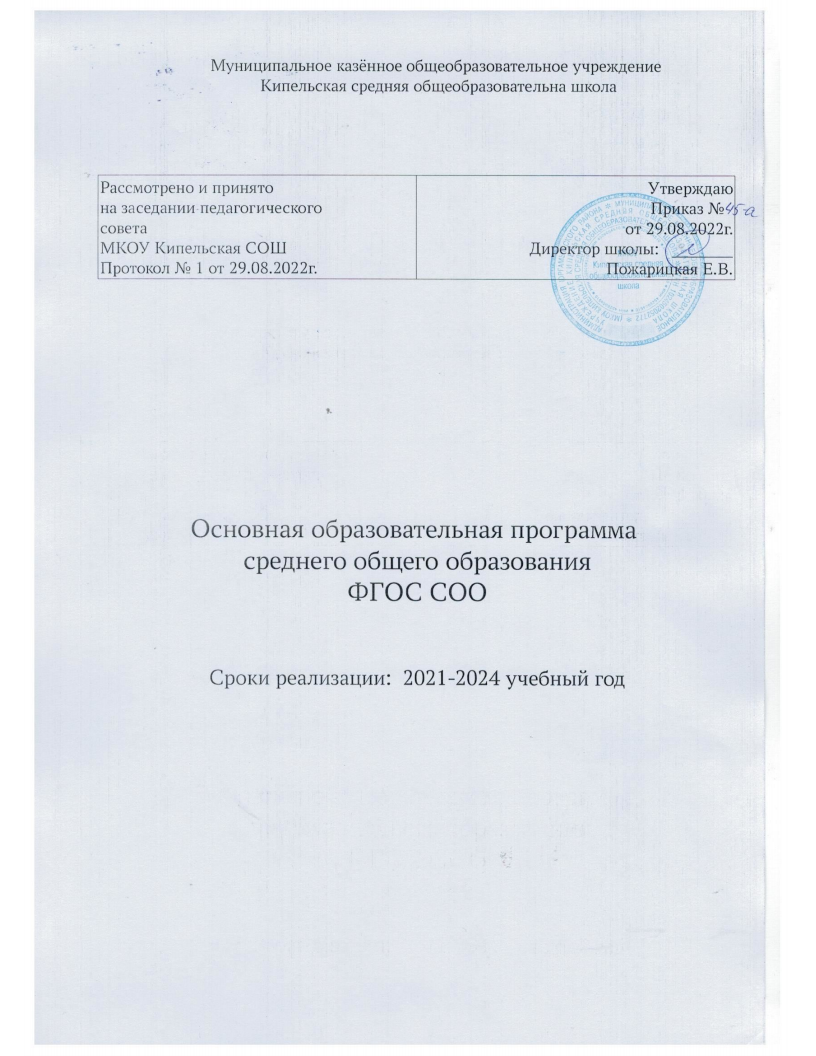 Муниципальное казённое общеобразовательное учреждение
Кипельская средняя общеобразовательна школа
Рассмотрено и принято
на заседании педагогического
совета
МКОУ Кипельская СОШ
Протокол № 1 от 29.08.2022г.
Утверждаю
Приказ №45-а
от 29.08.2022г.
Директор школы: ________
Пожарицкая Е.В.
Основная образовательная программа
среднего общего образования
ФГОС СОО
Сроки реализации: 2021-2024 учебный год